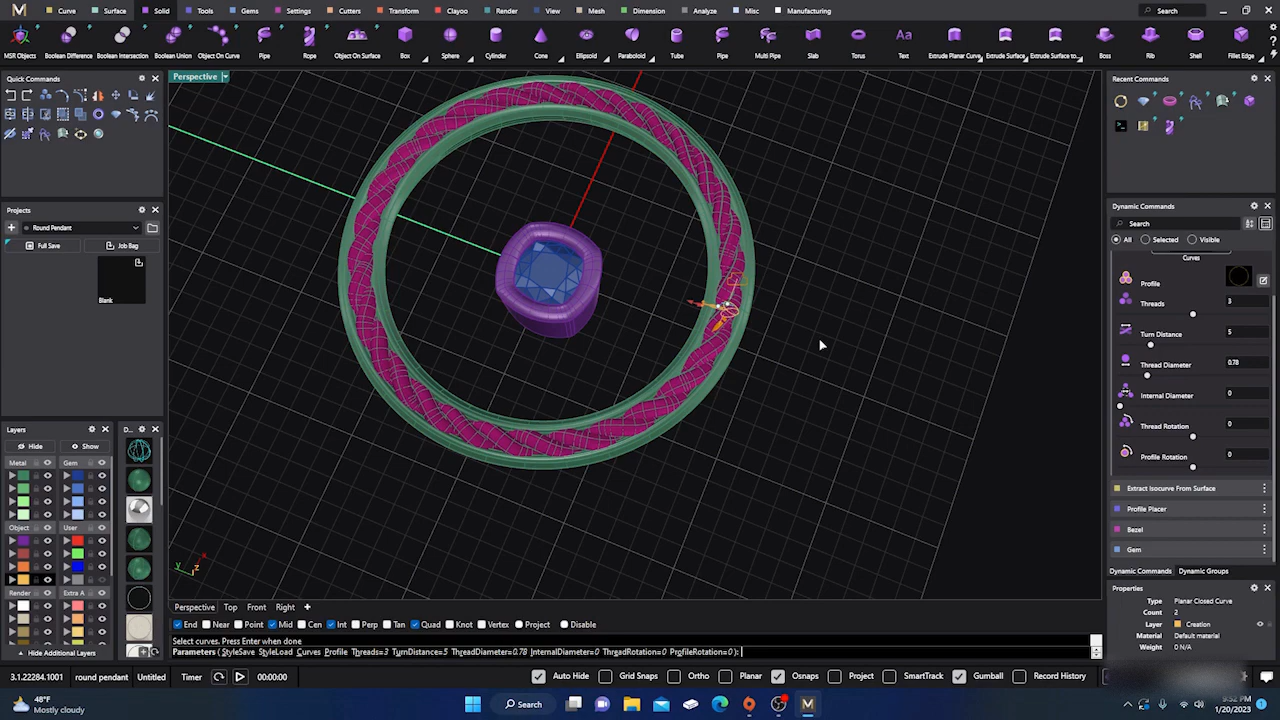 Curve Surface Solid Tools Gems Settings Cutters Transform Clayoo Render View Mesh Dimension Analyze Misc Manufacturing Search
MSR Objects Boolean Difference Boolean Intersection Boolean Union Object On Curve Pipe Rope Object On Surface Box Sphere Cylinder Cone Ellipsoid Paraboloid Tube Pipe Multi Pipe Slab Torus Text Extrude Planar Curve Extrude Surface Extrude Surface to... Boss Rib Shell Fillet Edge
Quick Commands
Projects
Round Pendant
Full Save Job Bag
Blank
Layers
Hide Show
Metal Gem
Object User
Render Extra A
Hide Additional Layers
D...
Perspective
Perspective Top Front Right
End Near Point Mid Cen Int Perp Tan Quad Knot Vertex Project Disable
Select curves. Press Enter when done
Parameters ( StyleSave StyleLoad Curves Profile Threads=3 TurnDistance=5 ThreadDiameter=0.78 InternalDiameter=0 ThreadRotation=0 ProfileRotation=0 ):
Recent Commands
Dynamic Commands
Search
All Selected Visible
Curves
Profile
Threads 3
Turn Distance 5
Thread Diameter 0.78
Internal Diameter 0
Thread Rotation 0
Profile Rotation 0
Extract Isocurve From Surface
Profile Placer
Bezel
Gem
Dynamic Commands Dynamic Groups
Properties
Type Planar Closed Curve
Count 2
Layer Creation
Material Default material
Weight: 0 N/A
3.1.22284.1001 round pendant Untitled Timer 00:00:00 Auto Hide Grid Snaps Ortho Planar Osnaps Project SmartTrack Gumball Record History
48°F
Mostly cloudy
Search
9:52 PM
1/20/2023
x
y
z